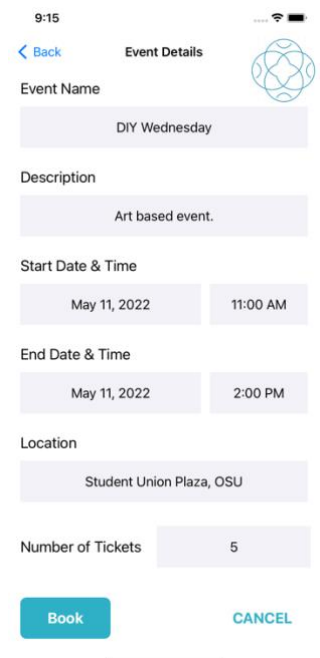 9:15
Back Event Details
Event Name
DIY Wednesday
Description
Art based event.
Start Date & Time
May 11, 2022 11:00 AM
End Date & Time
May 11, 2022 2:00 PM
Location
Student Union Plaza, OSU
Number of Tickets 5
Book CANCEL